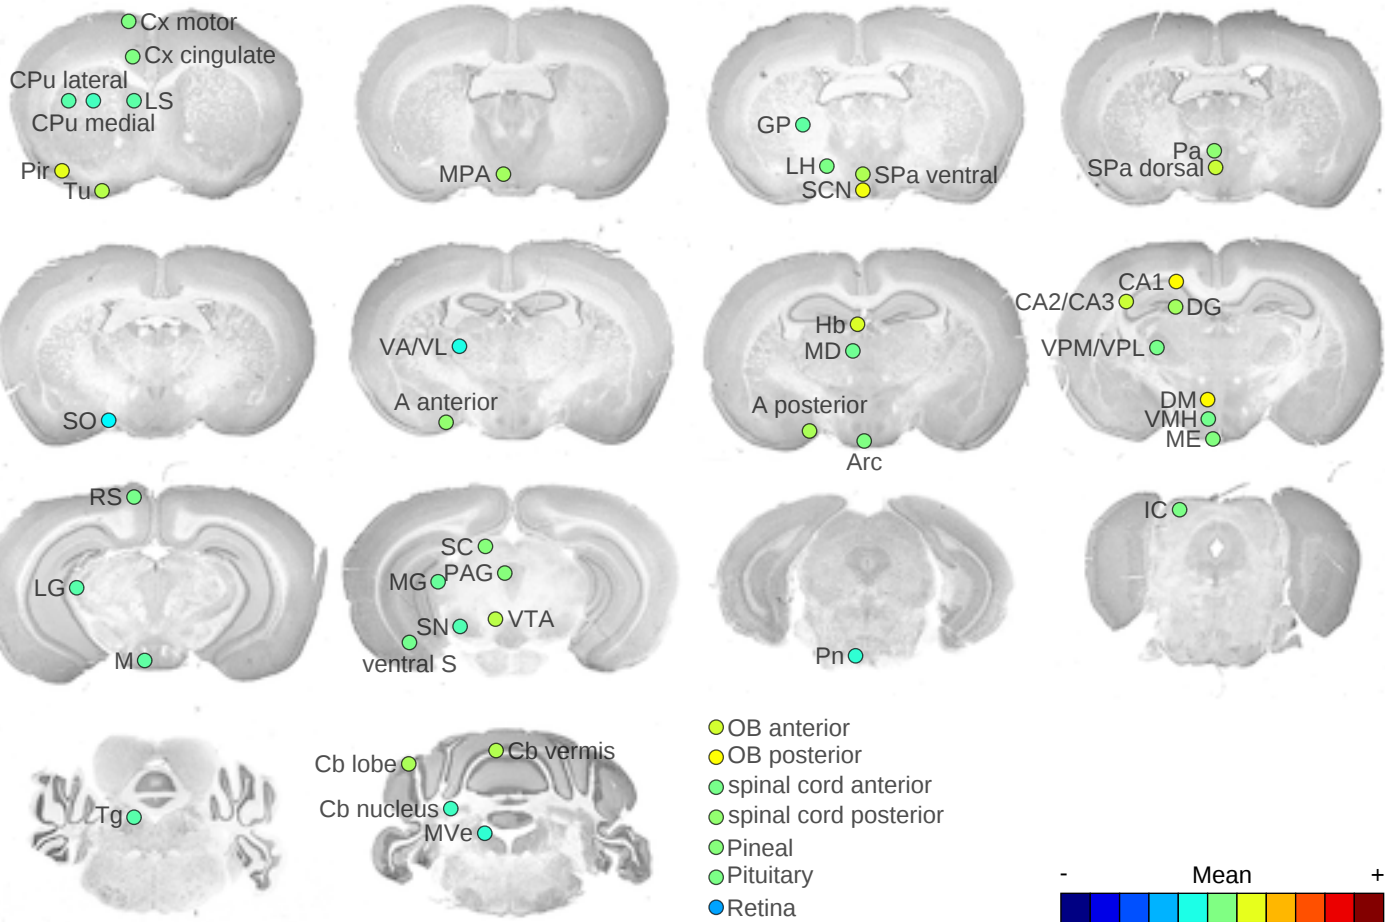 Cx motor
Cx cingulate
CPu lateral
LS
CPu medial
Pir
Tu
MPA
GP
LH
SPa ventral
SCN
Pa
SPa dorsal
SO
VA/VL
A anterior
Hb
MD
A posterior
Arc
CA1
CA2/CA3
DG
VPM/VPL
DM
VMH
ME
RS
LG
M
SC
MG
PAG
SN
VTA
ventral S
Pn
IC
Tg
Cb lobe
Cb vermis
Cb nucleus
MVe
OB anterior
OB posterior
spinal cord anterior
spinal cord posterior
Pineal
Pituitary
Retina
- Mean +